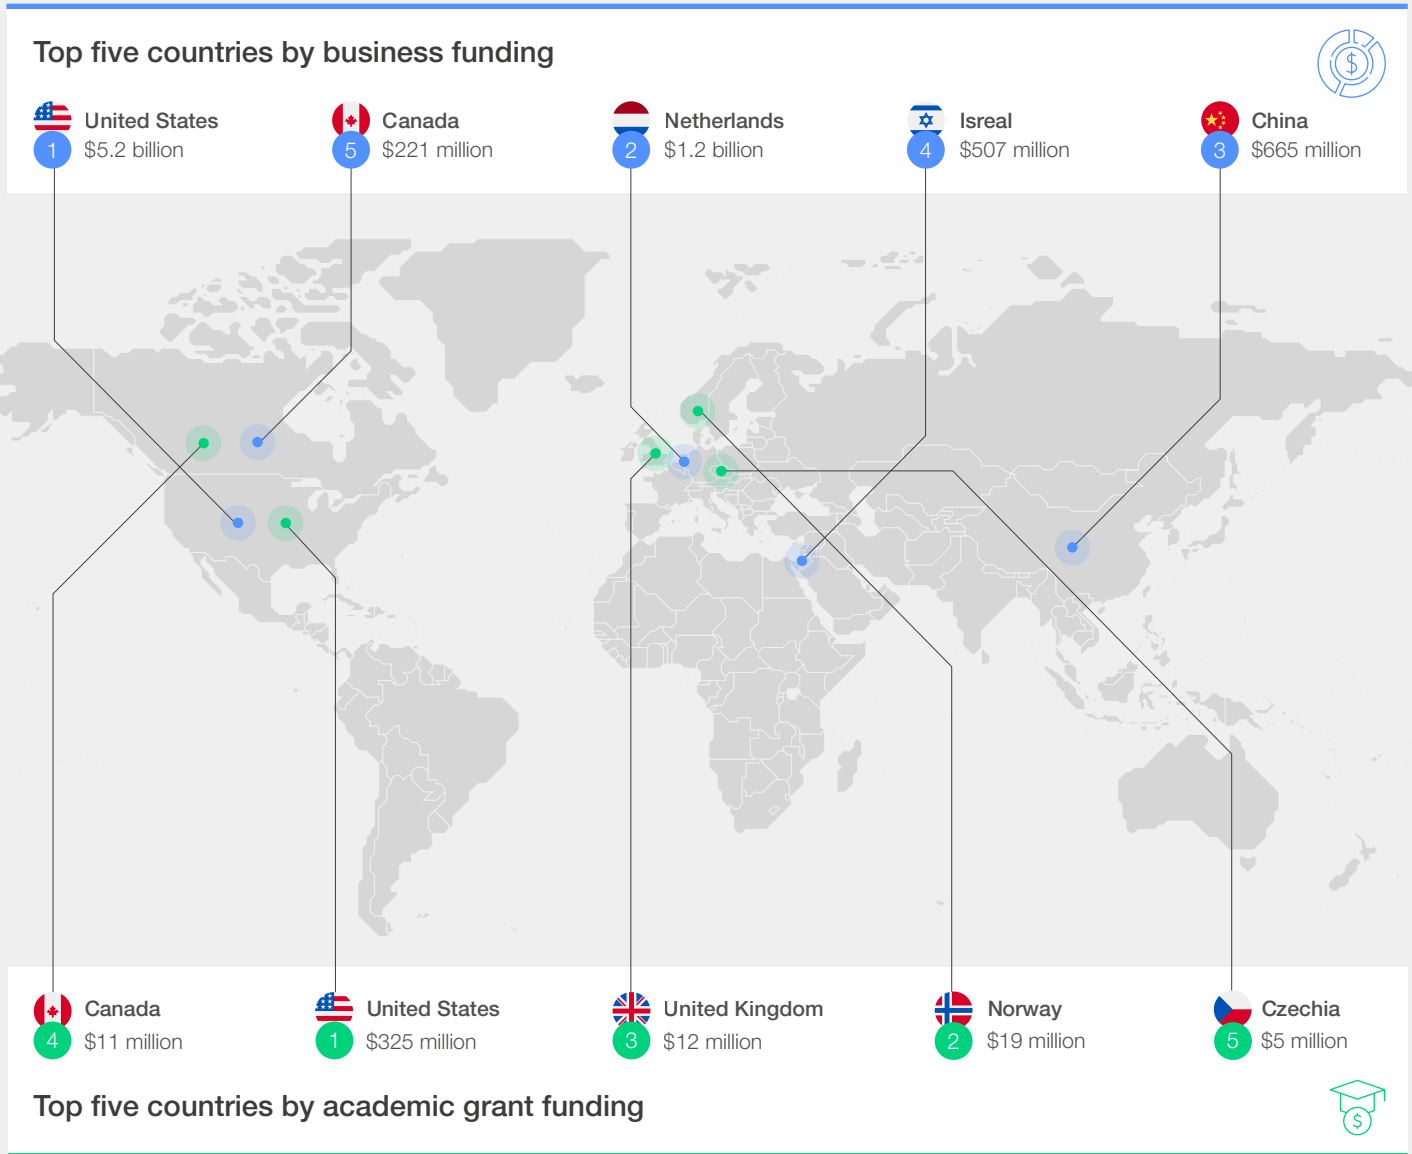 Top five countries by business funding
$
United States
1
$5.2 billion
Canada
5
$221 million
Netherlands
2
$1.2 billion
Isreal
4
$507 million
China
3
$665 million
Canada
4
$11 million
United States
1
$325 million
United Kingdom
3
$12 million
Norway
2
$19 million
Czechia
5
$5 million
Top five countries by academic grant funding
$